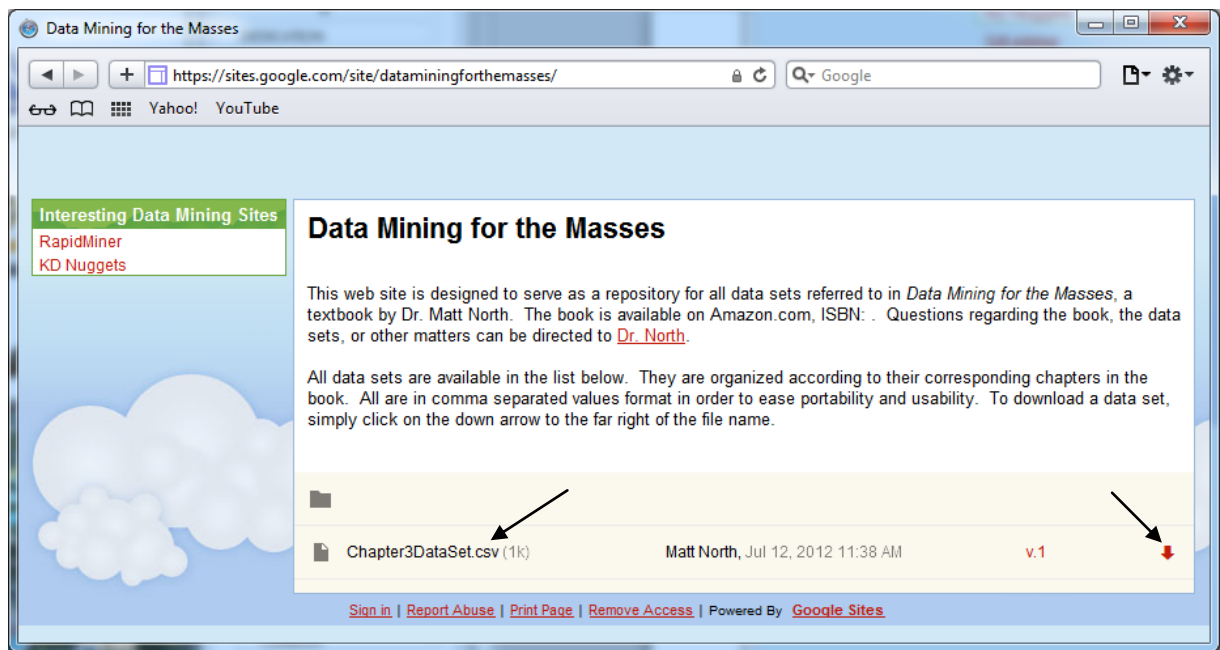 Data Mining for the Masses
https://sites.google.com/site/dataminingforthemasses/
Google
Yahoo! YouTube
Interesting Data Mining Sites
RapidMiner
KD Nuggets
Data Mining for the Masses
This web site is designed to serve as a repository for all data sets referred to in Data Mining for the Masses, a
textbook by Dr. Matt North. The book is available on Amazon.com, ISBN: . Questions regarding the book, the data
sets, or other matters can be directed to Dr. North.
All data sets are available in the list below. They are organized according to their corresponding chapters in the
book. All are in comma separated values format in order to ease portability and usability. To download a data set,
simply click on the down arrow to the far right of the file name.
Chapter3DataSet.csv (1k) Matt North, Jul 12, 2012 11:38 AM v.1
Sign in | Report Abuse | Print Page | Remove Access | Powered By Google Sites